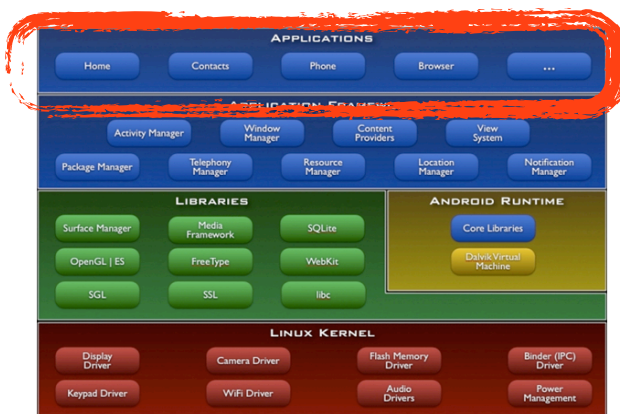 APPLICATIONS
Home
Contacts
Phone
Browser
...
APPLICATION
Activity Manager
Window
Manager
Content
Providers
View
System
Package Manager
Telephony
Manager
Resource
Manager
Location
Manager
Notification
Manager
LIBRARIES
Surface Manager
Media
Framework
SQLite
OpenGL | ES
FreeType
WebKit
SGL
SSL
libc
ANDROID RUNTIME
Core Libraries
Dalvik Virtual
Machine
LINUX KERNEL
Display
Driver
Camera Driver
Flash Memory
Driver
Binder (IPC)
Driver
Keypad Driver
WiFi Driver
Audio
Drivers
Power
Management